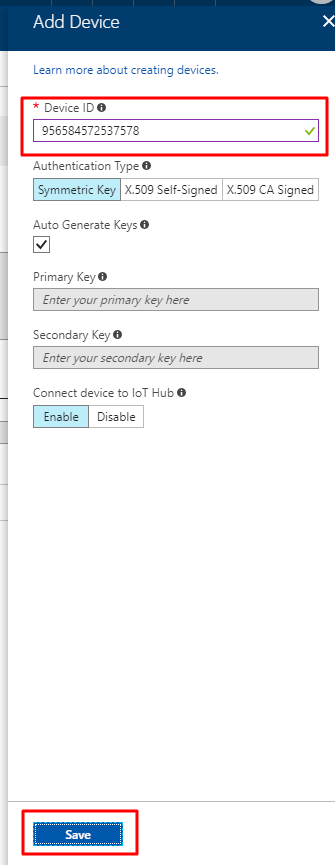 Add Device
Learn more about creating devices.
* Device ID
956584572537578
Authentication Type
Symmetric Key X.509 Self-Signed X.509 CA Signed
Auto Generate Keys
Primary Key
Enter your primary key here
Secondary Key
Enter your secondary key here
Connect device to IoT Hub
Enable Disable
Save